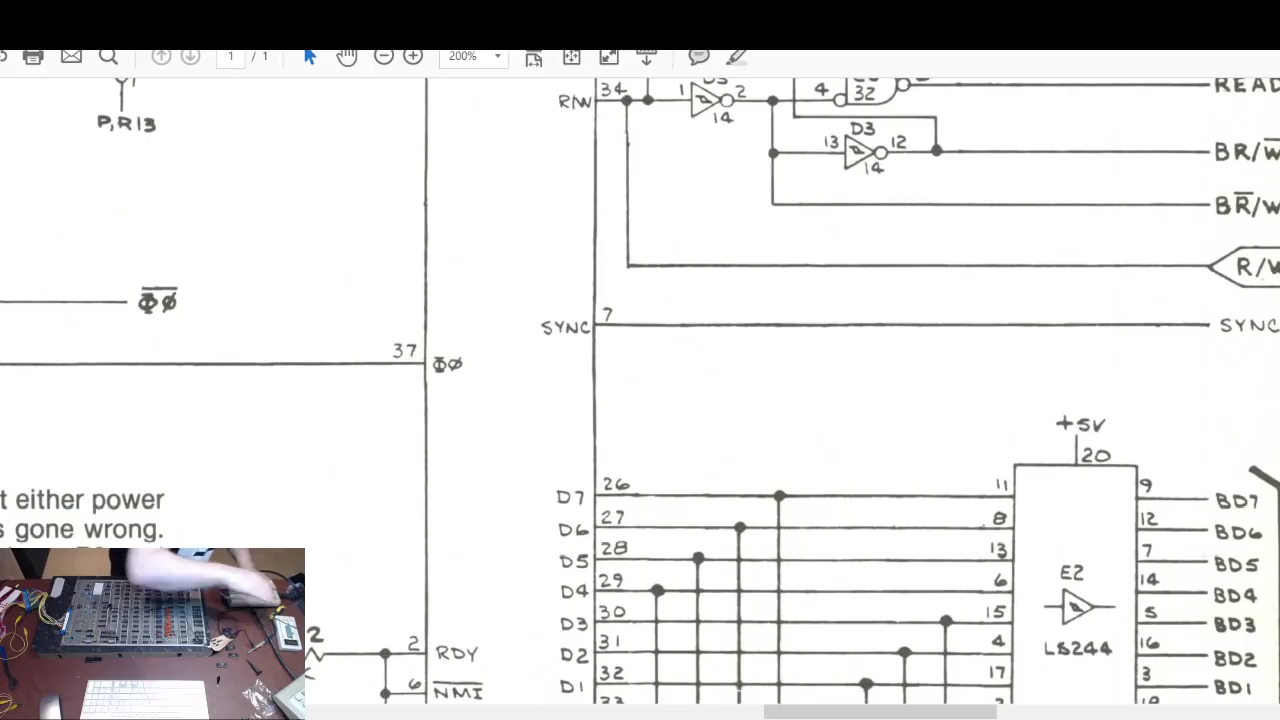 1 / 1
200%
P,R13
Φø
37
Φø
t either power
s gone wrong.
2
2
RDY
6
NMI
R/W
34
1
2
14
4
32
READ
D3
13
12
14
BR/W
BR/W
R/W
SYNC
7
SYNC
+5V
20
D7
26
11
9
BD7
D6
27
8
12
BD6
D5
28
13
7
BD5
D4
29
6
14
BD4
D3
30
15
5
BD3
D2
31
4
16
BD2
D1
32
17
3
BD1
E2
LS244